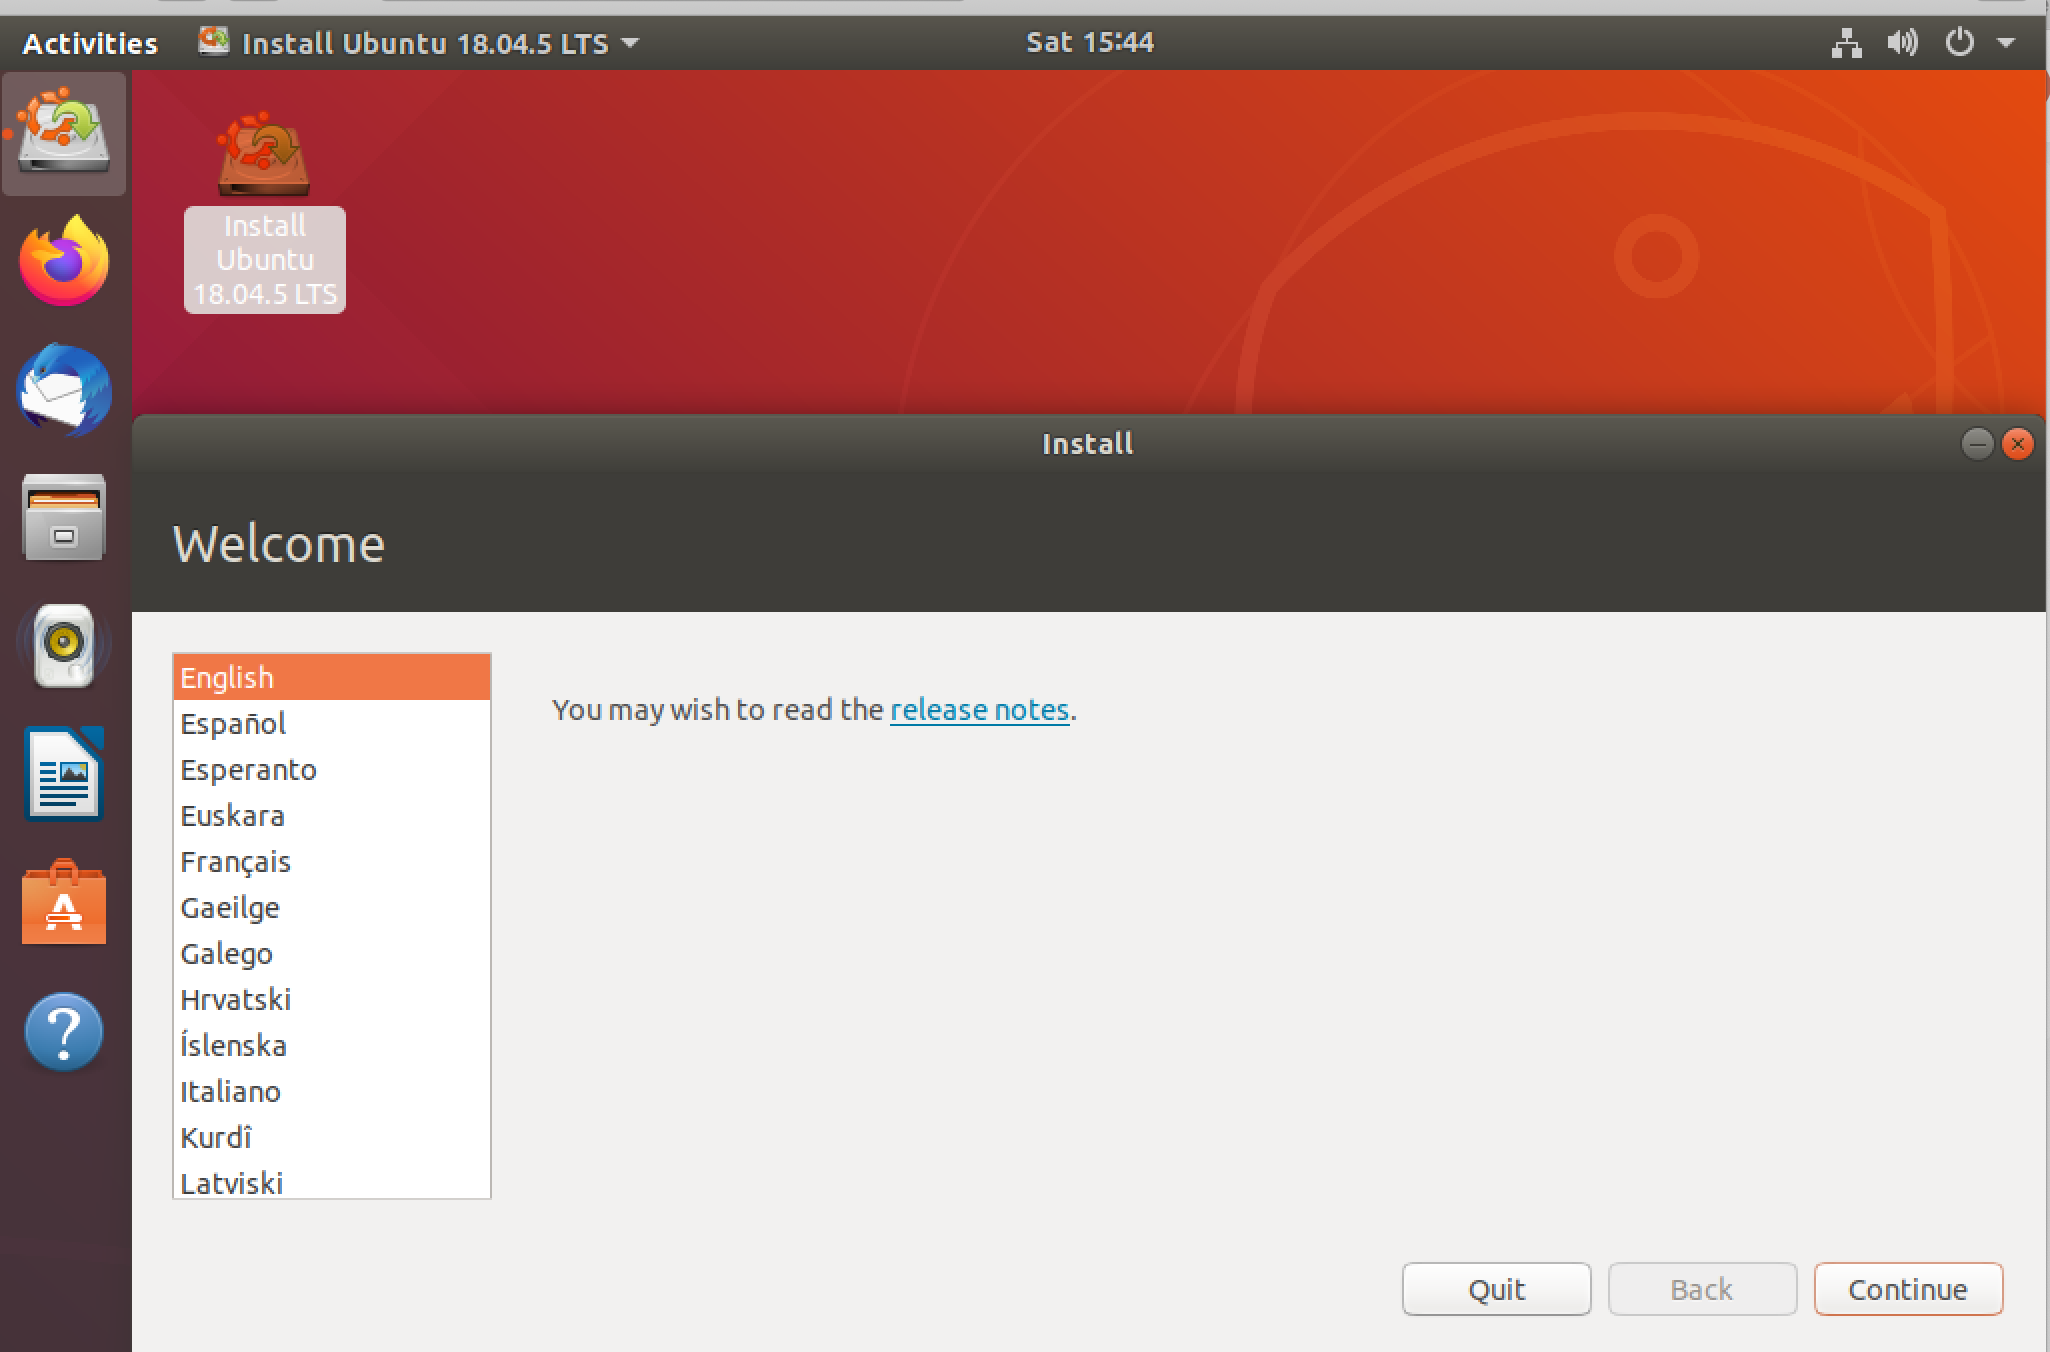 Activities
Install Ubuntu 18.04.5 LTS
Sat 15:44
Install
Ubuntu
18.04.5 LTS
Install
Welcome
English
Español
Esperanto
Euskara
Français
Gaeilge
Galego
Hrvatski
Íslenska
Italiano
Kurdî
Latviski
You may wish to read the release notes.
Quit
Back
Continue